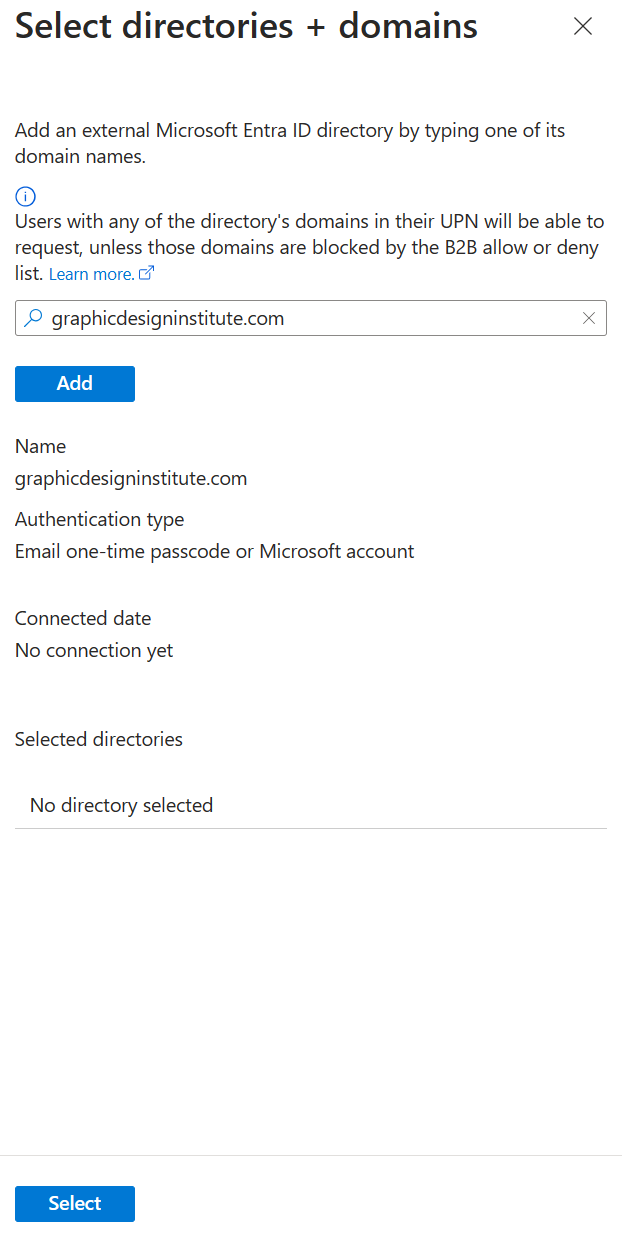 Select directories + domains
Add an external Microsoft Entra ID directory by typing one of its
domain names.
Users with any of the directory's domains in their UPN will be able to
request, unless those domains are blocked by the B2B allow or deny
list. Learn more.
graphicdesigninstitute.com
Add
Name
graphicdesigninstitute.com
Authentication type
Email one-time passcode or Microsoft account
Connected date
No connection yet
Selected directories
No directory selected
Select